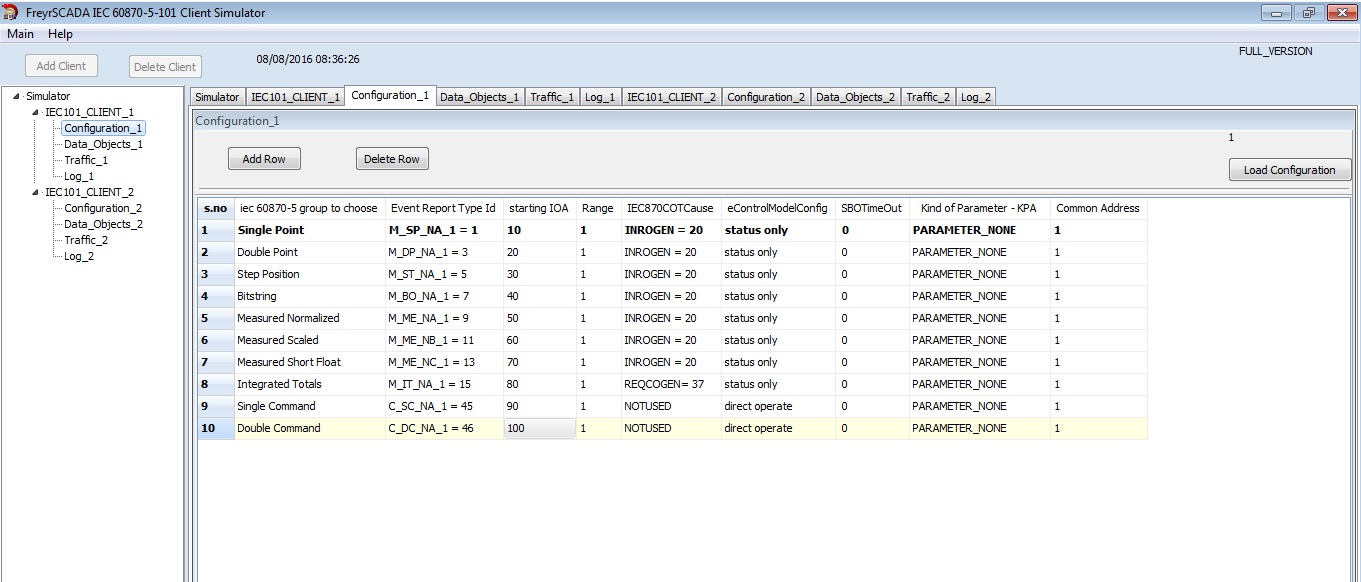 FreyrSCADA IEC 60870-5-101 Client Simulator
Main Help
Add Client Delete Client 08/08/2016 08:36:26 FULL_VERSION
Simulator
IEC101_CLIENT_1
Configuration_1
Data_Objects_1
Traffic_1
Log_1
IEC101_CLIENT_2
Configuration_2
Data_Objects_2
Traffic_2
Log_2
Simulator IEC101_CLIENT_1 Configuration_1 Data_Objects_1 Traffic_1 Log_1 IEC101_CLIENT_2 Configuration_2 Data_Objects_2 Traffic_2 Log_2
Configuration_1
1
Add Row Delete Row Load Configuration
s.no iec 60870-5 group to choose Event Report Type Id starting IOA Range IEC870COTCause eControlModelConfig SBOTimeOut Kind of Parameter - KPA Common Address
1 Single Point M_SP_NA_1 = 1 10 1 INROGEN = 20 status only 0 PARAMETER_NONE 1
2 Double Point M_DP_NA_1 = 3 20 1 INROGEN = 20 status only 0 PARAMETER_NONE 1
3 Step Position M_ST_NA_1 = 5 30 1 INROGEN = 20 status only 0 PARAMETER_NONE 1
4 Bitstring M_BO_NA_1 = 7 40 1 INROGEN = 20 status only 0 PARAMETER_NONE 1
5 Measured Normalized M_ME_NA_1 = 9 50 1 INROGEN = 20 status only 0 PARAMETER_NONE 1
6 Measured Scaled M_ME_NB_1 = 11 60 1 INROGEN = 20 status only 0 PARAMETER_NONE 1
7 Measured Short Float M_ME_NC_1 = 13 70 1 INROGEN = 20 status only 0 PARAMETER_NONE 1
8 Integrated Totals M_IT_NA_1 = 15 80 1 REQCOGEN= 37 status only 0 PARAMETER_NONE 1
9 Single Command C_SC_NA_1 = 45 90 1 NOTUSED direct operate 0 PARAMETER_NONE 1
10 Double Command C_DC_NA_1 = 46 100 1 NOTUSED direct operate 0 PARAMETER_NONE 1